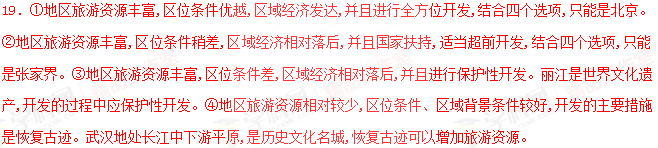 19．①地区旅游资源丰富,区位条件优越,区域经济发达,并且进行全方位开发,结合四个选项,只能是北京。
②地区旅游资源丰富,区位条件稍差,区域经济相对落后,并且国家扶持,适当超前开发,结合四个选项,只能
是张家界。③地区旅游资源丰富,区位条件差,区域经济相对落后,并且进行保护性开发。丽江是世界文化遗
产,开发的过程中应保护性开发。④地区旅游资源相对较少,区位条件、区域背景条件较好,开发的主要措施
是恢复古迹。武汉地处长江中下游平原,是历史文化名城,恢复古迹可以增加旅游资源。